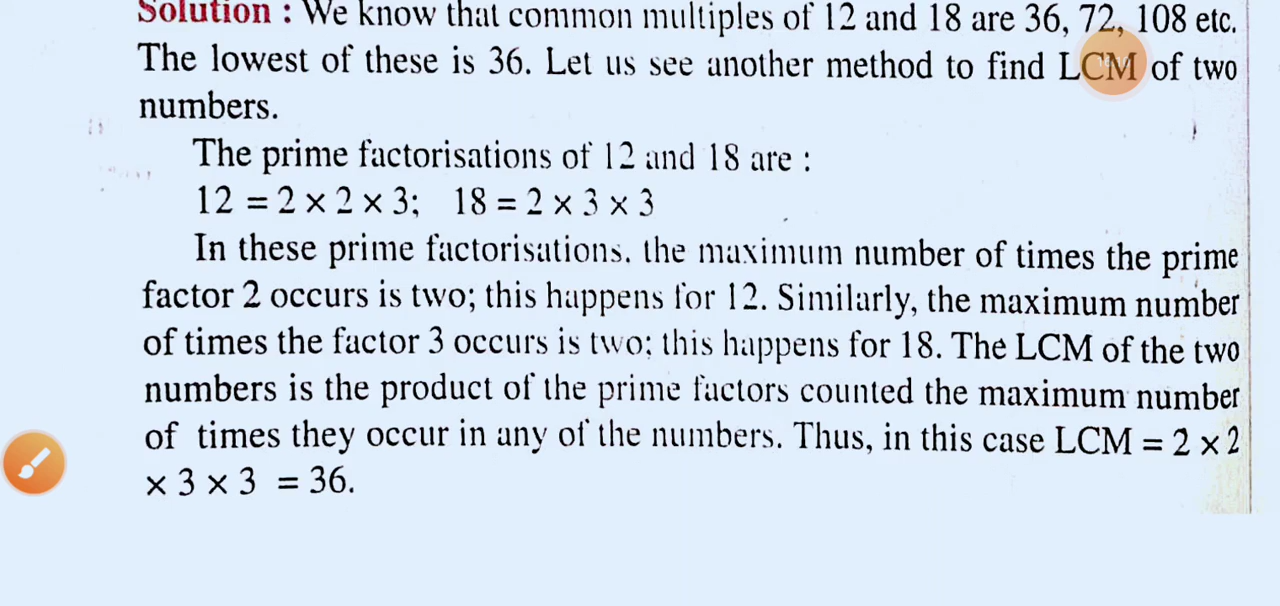 Solution : We know that common multiples of 12 and 18 are 36, 72, 108 etc.
The lowest of these is 36. Let us see another method to find LCM of two
numbers.
The prime factorisations of 12 and 18 are :
12 = 2 × 2 × 3; 18 = 2 × 3 × 3
In these prime factorisations. the maximum number of times the prime
factor 2 occurs is two; this happens for 12. Similarly, the maximum number
of times the factor 3 occurs is two; this happens for 18. The LCM of the two
numbers is the product of the prime factors counted the maximum number
of times they occur in any of the numbers. Thus, in this case LCM = 2 × 2
× 3 × 3 = 36.